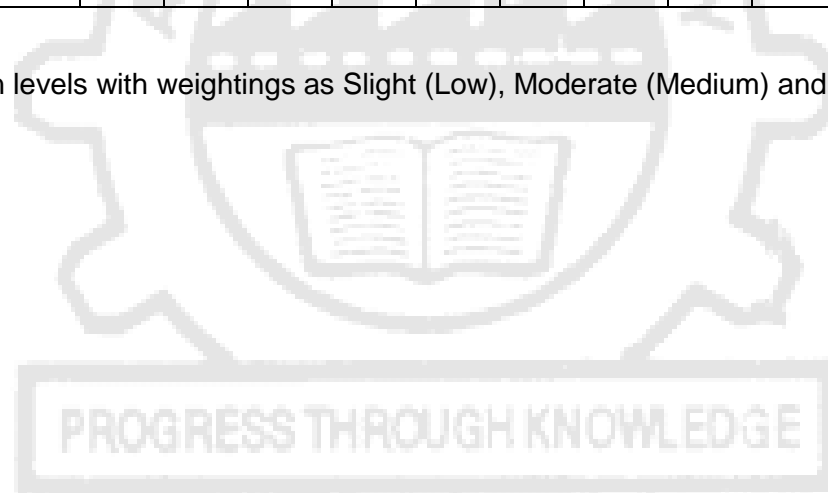 n levels with weightings as Slight (Low), Moderate (Medium) and
PROGRESS THROUGH KNOWLEDGE